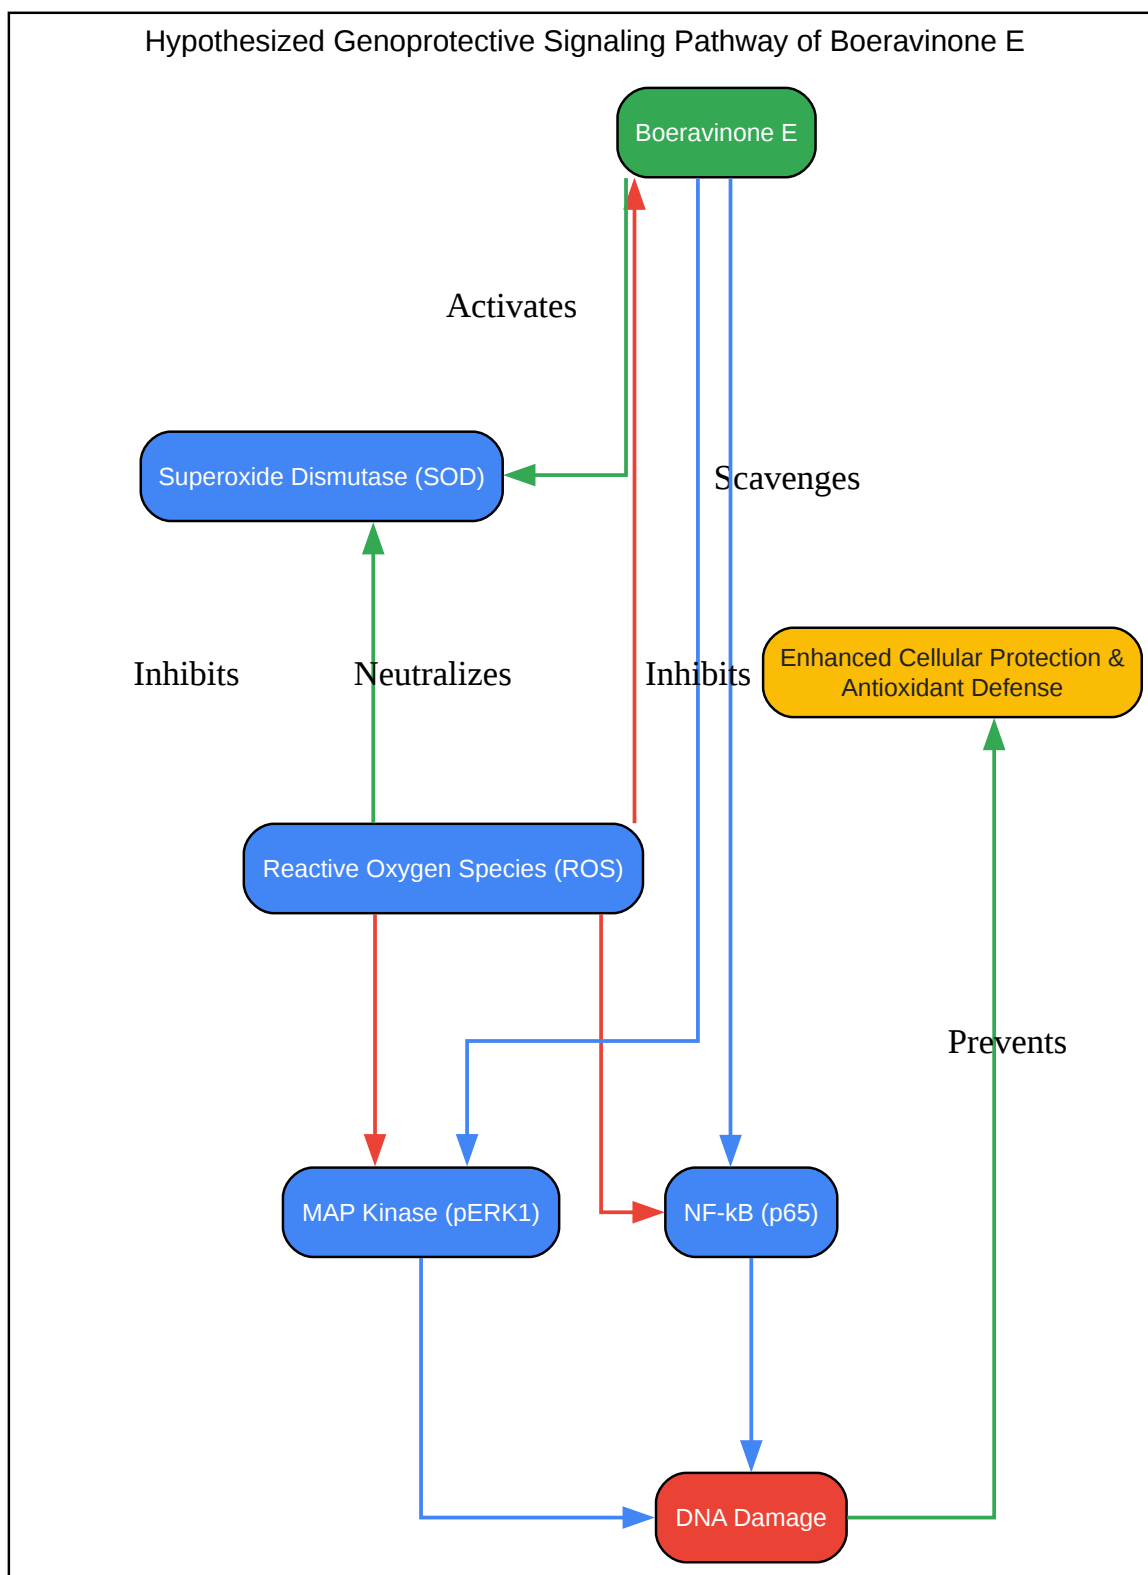 Hypothesized Genoprotective Signaling Pathway of Boeravinone E
Boeravinone E
Activates
Superoxide Dismutase (SOD)
Scavenges
Inhibits
Neutralizes
Inhibits
Enhanced Cellular Protection &
Antioxidant Defense
Reactive Oxygen Species (ROS)
Prevents
MAP Kinase (pERK1)
NF-kB (p65)
DNA Damage